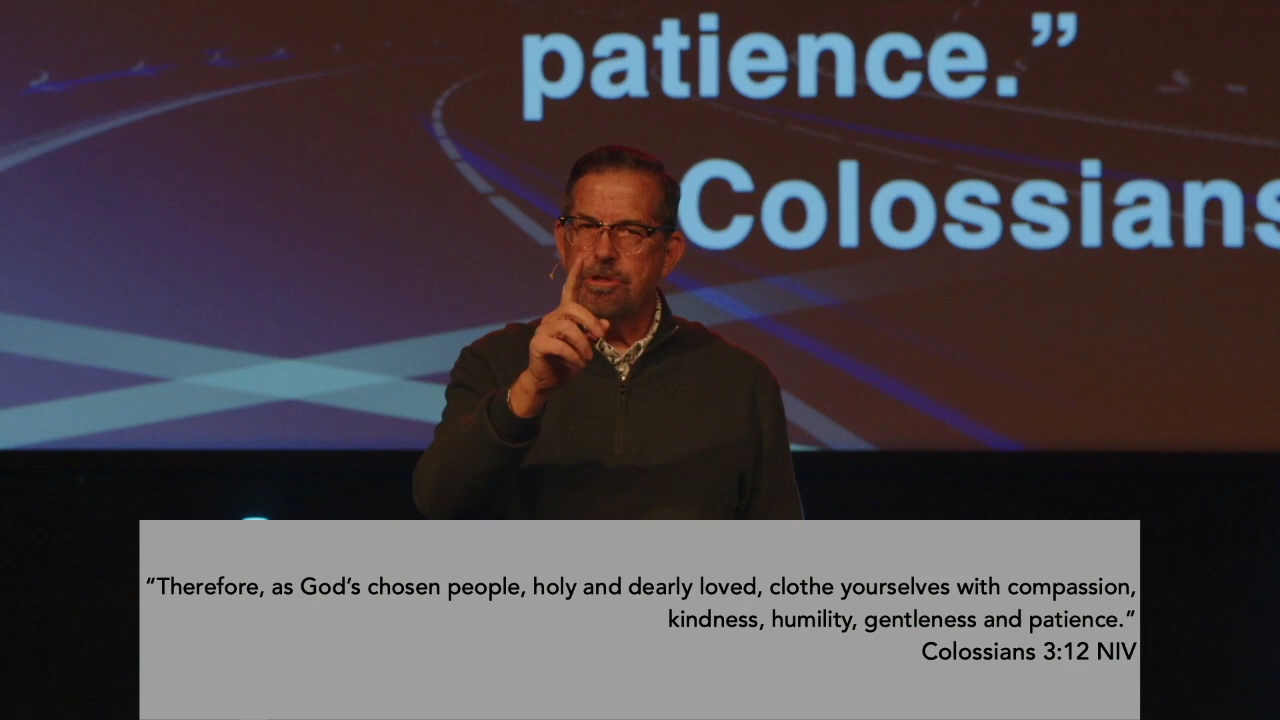 patience.”
Colossians
“Therefore, as God’s chosen people, holy and dearly loved, clothe yourselves with compassion,
kindness, humility, gentleness and patience.”
Colossians 3:12 NIV